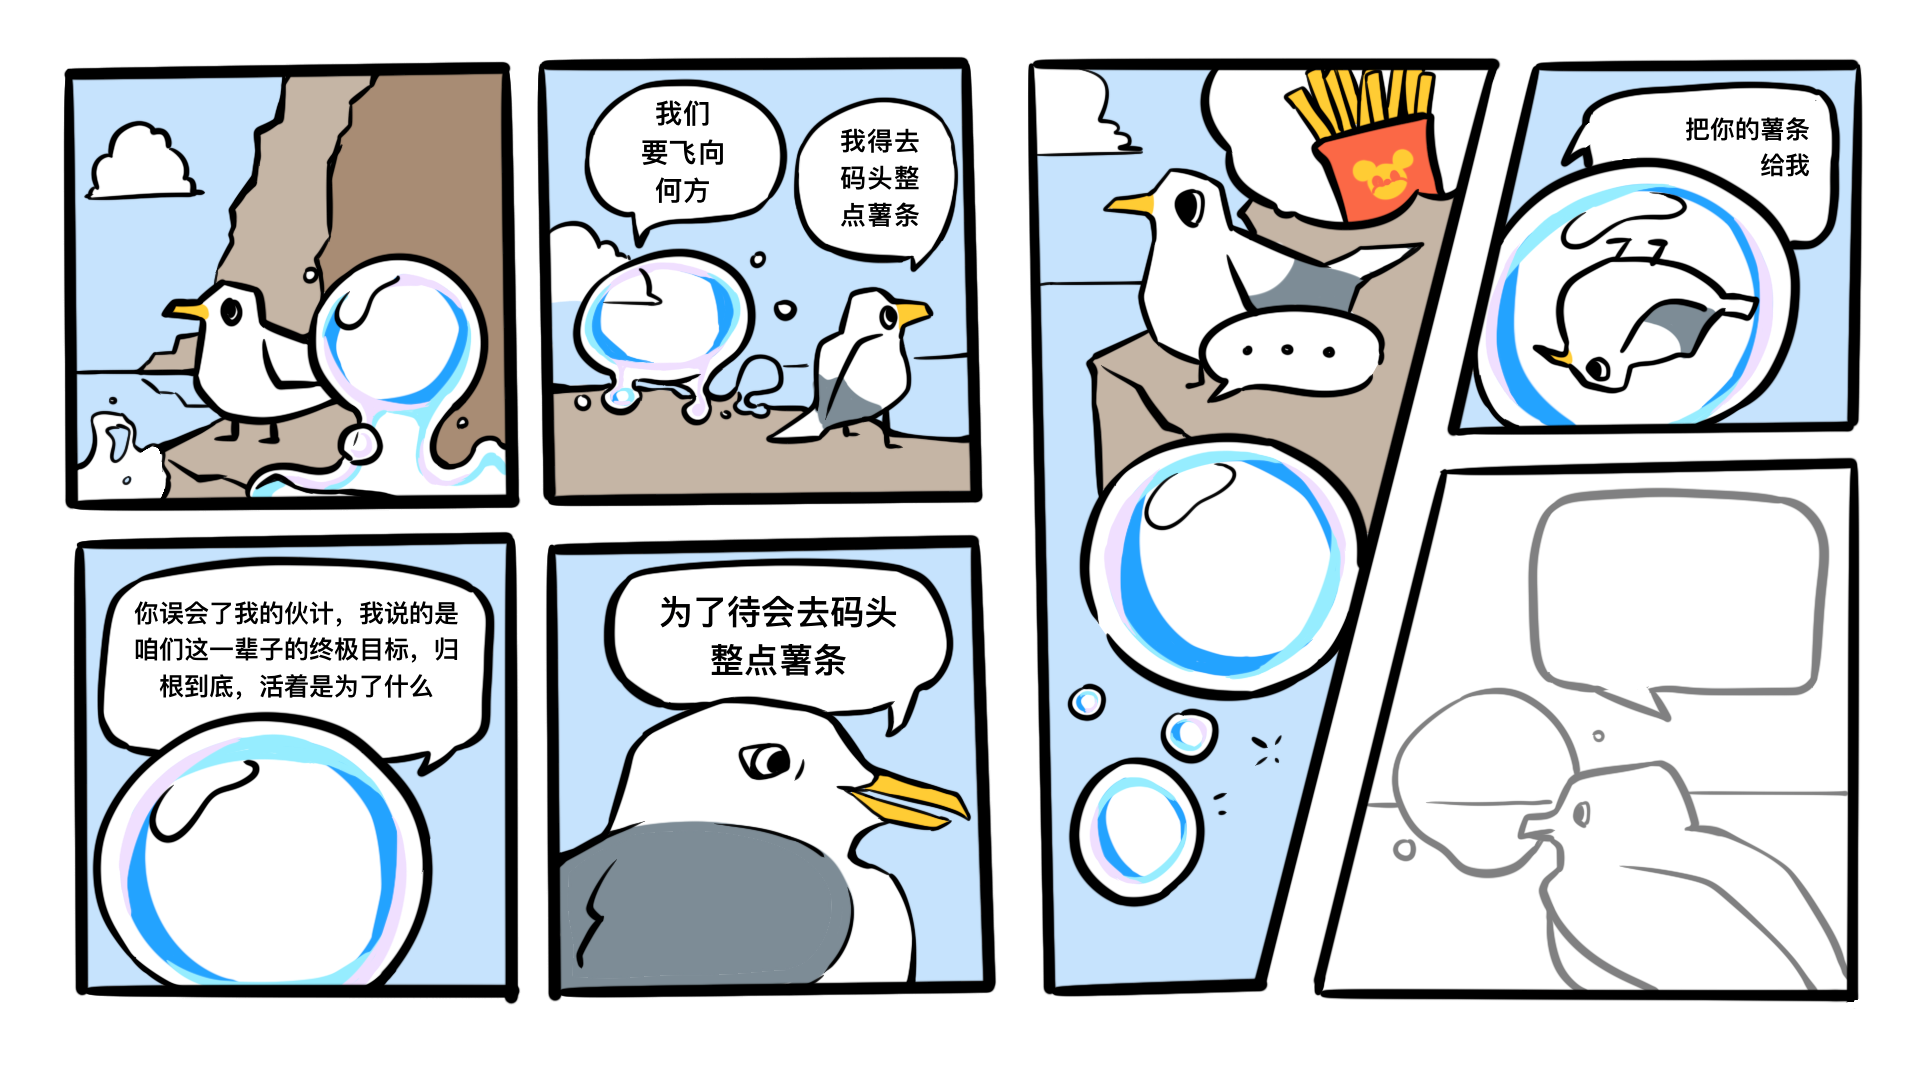 我们
要飞向
何方
我得去
码头整
点薯条
你误会了我的伙计，我说的是
咱们这一辈子的终极目标，归
根到底，活着是为了什么
为了待会去码头
整点薯条
● ● ●
把你的薯条
给我